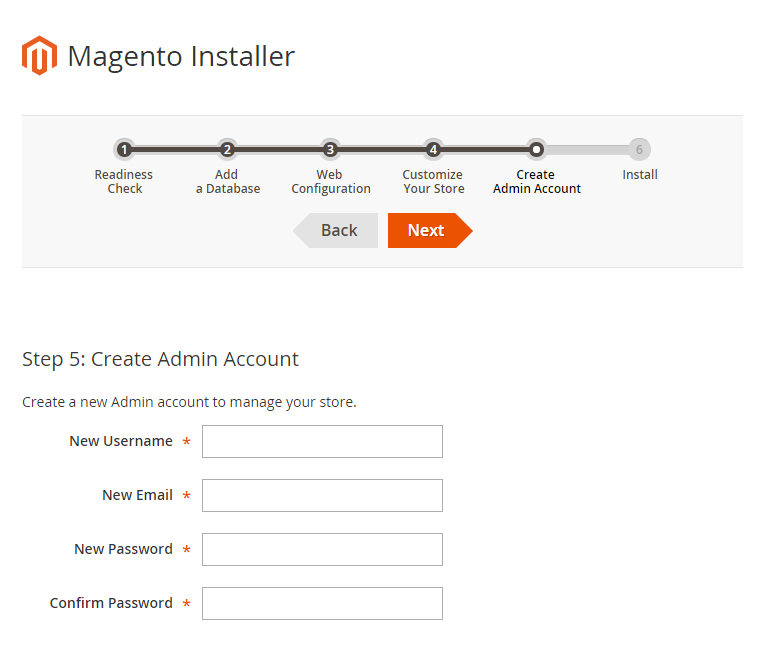 Magento Installer
1 2 3 4 6
Readiness Check
Add a Database
Web Configuration
Customize Your Store
Create Admin Account
Install
Back Next
Step 5: Create Admin Account
Create a new Admin account to manage your store.
New Username *
New Email *
New Password *
Confirm Password *